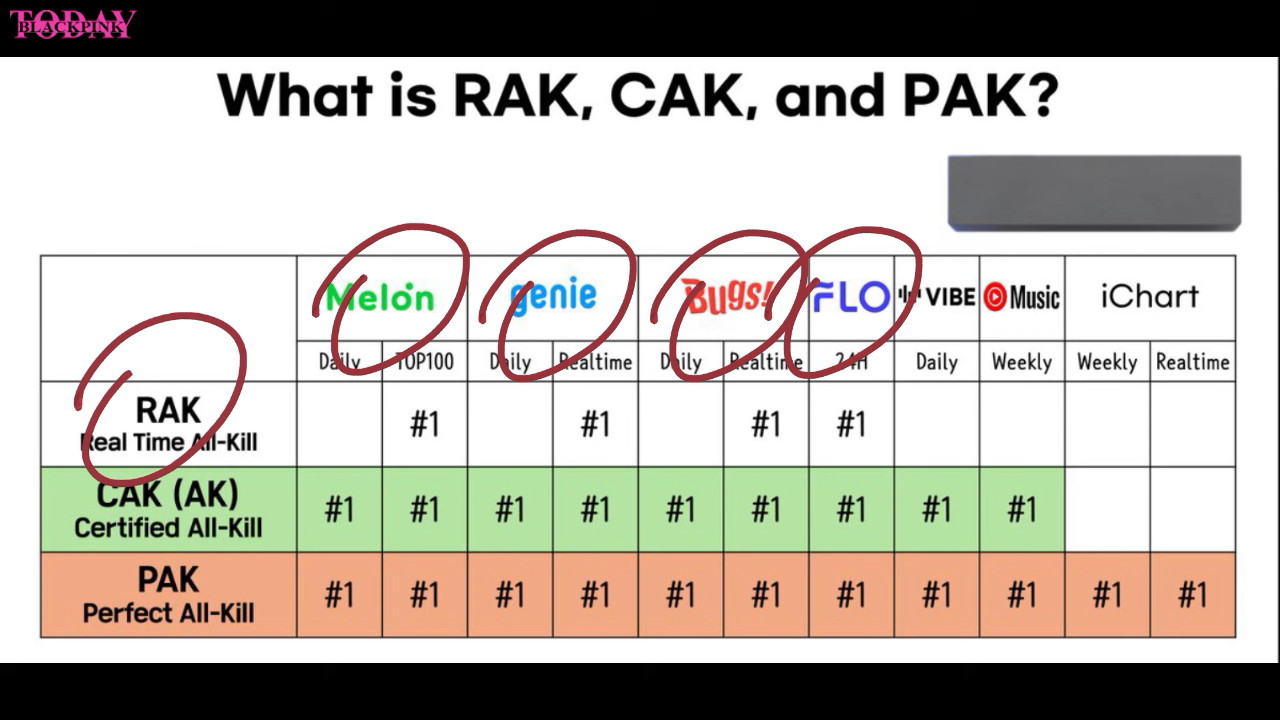 TODAY
BLACKPINK
What is RAK, CAK, and PAK?
Melon genie Bugs! FLO VIBE Music iChart
Daily TOP100 Daily Realtime Daily Realtime 24H Daily Weekly Weekly Realtime
RAK
Real Time All-Kill
#1 #1 #1 #1
CAK (AK)
Certified All-Kill
#1 #1 #1 #1 #1 #1 #1 #1 #1
PAK
Perfect All-Kill
#1 #1 #1 #1 #1 #1 #1 #1 #1 #1 #1